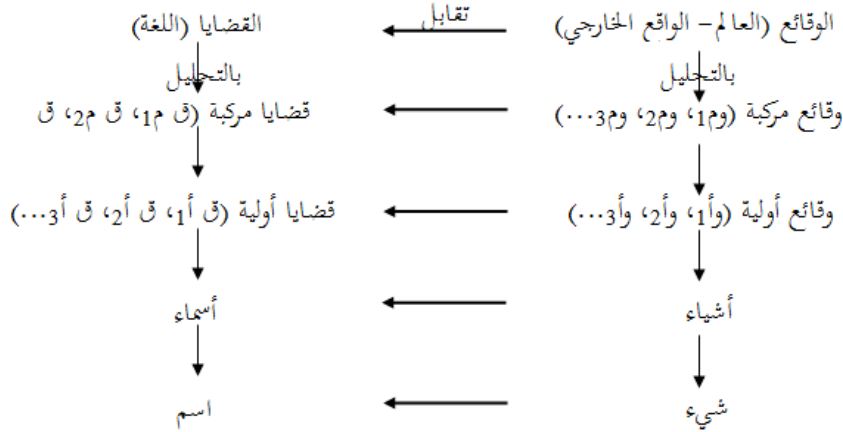 الوقائع (العالم – الواقع الخارجي) تقابل القضايا (اللغة)
بالتحليل بالتحليل
وقائع مركبة (وم1، وم2، وم3...) قضايا مركبة (ق م1، ق م2، ق
وقائع أولية (وأ1، وأ2، وأ3...) قضايا أولية (ق أ1، ق أ2، ق أ3...)
أشياء أسماء
شيء اسم